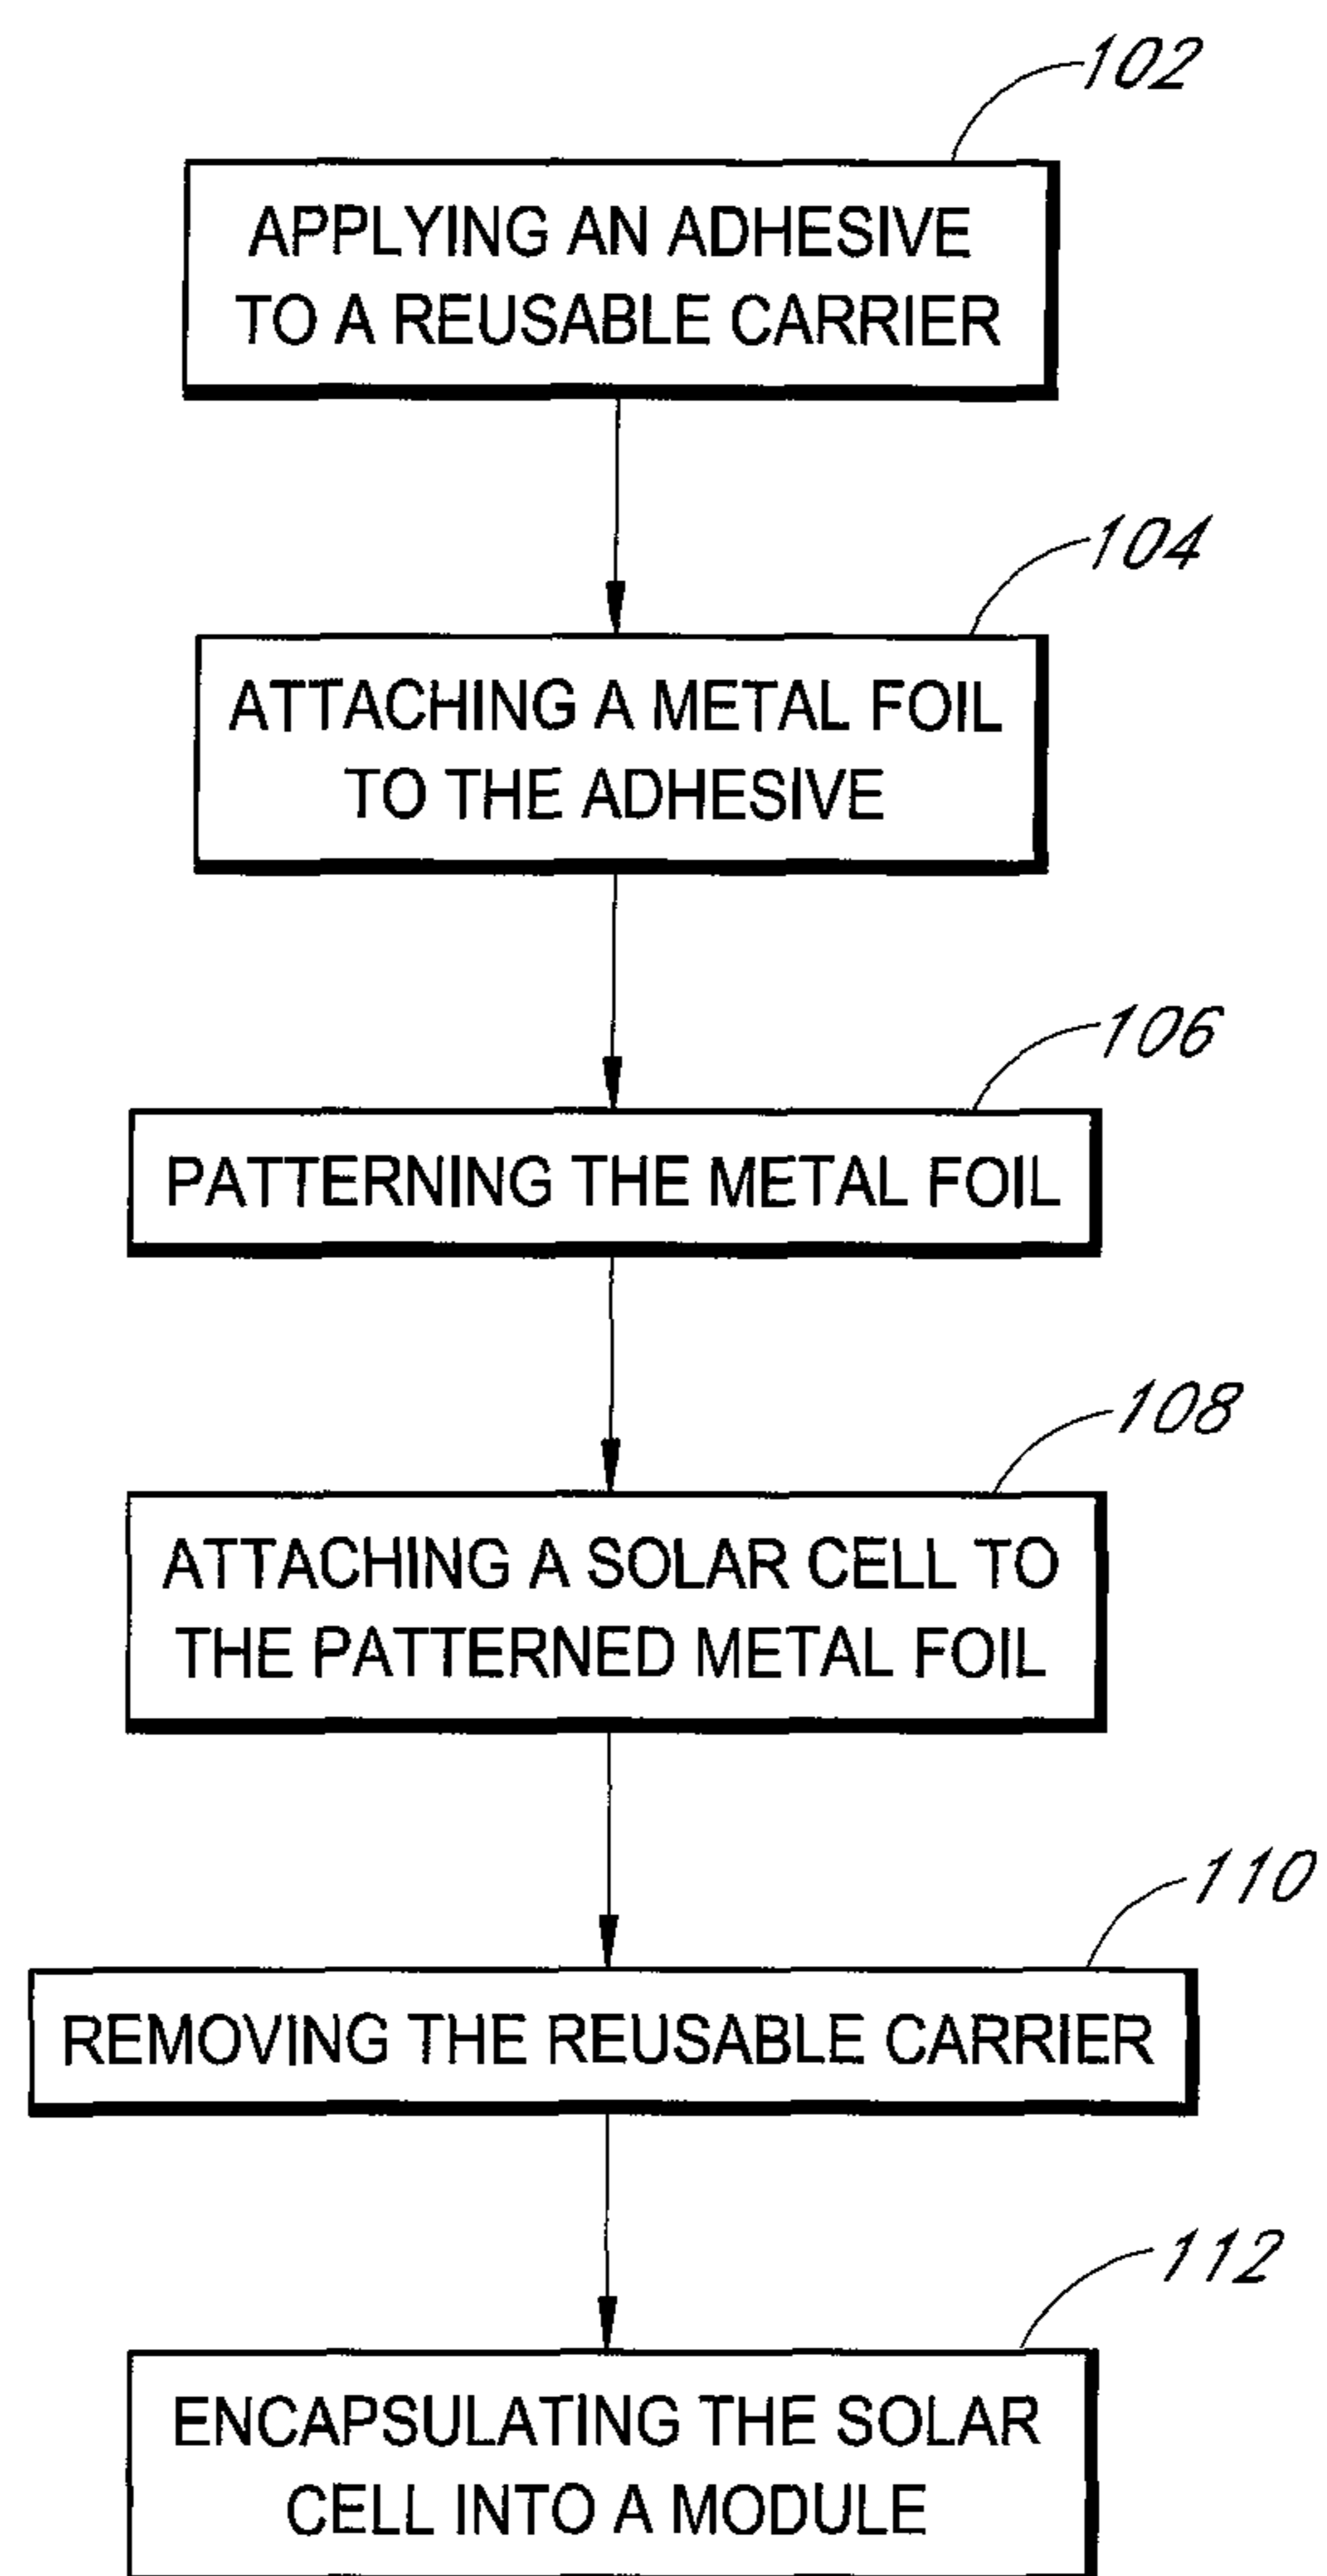 102
APPLYING AN ADHESIVE
TO A REUSABLE CARRIER
104
ATTACHING A METAL FOIL
TO THE ADHESIVE
106
PATTERNING THE METAL FOIL
108
ATTACHING A SOLAR CELL TO
THE PATTERNED METAL FOIL
110
REMOVING THE REUSABLE CARRIER
112
ENCAPSULATING THE SOLAR
CELL INTO A MODULE